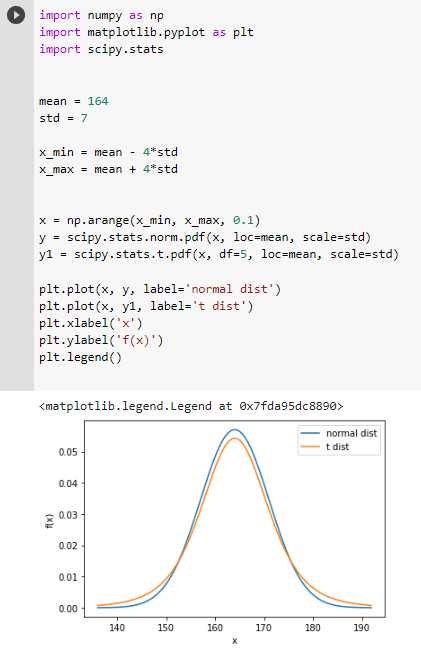 import numpy as np
import matplotlib.pyplot as plt
import scipy.stats
mean = 164
std = 7
x_min = mean - 4*std
x_max = mean + 4*std
x = np.arange(x_min, x_max, 0.1)
y = scipy.stats.norm.pdf(x, loc=mean, scale=std)
y1 = scipy.stats.t.pdf(x, df=5, loc=mean, scale=std)
plt.plot(x, y, label='normal dist')
plt.plot(x, y1, label='t dist')
plt.xlabel('x')
plt.ylabel('f(x)')
plt.legend()
<matplotlib.legend.Legend at 0x7fda95dc8890>
normal dist
t dist
0.05
0.04
0.03
0.02
0.01
0.00
f(x)
140 150 160 170 180 190
x